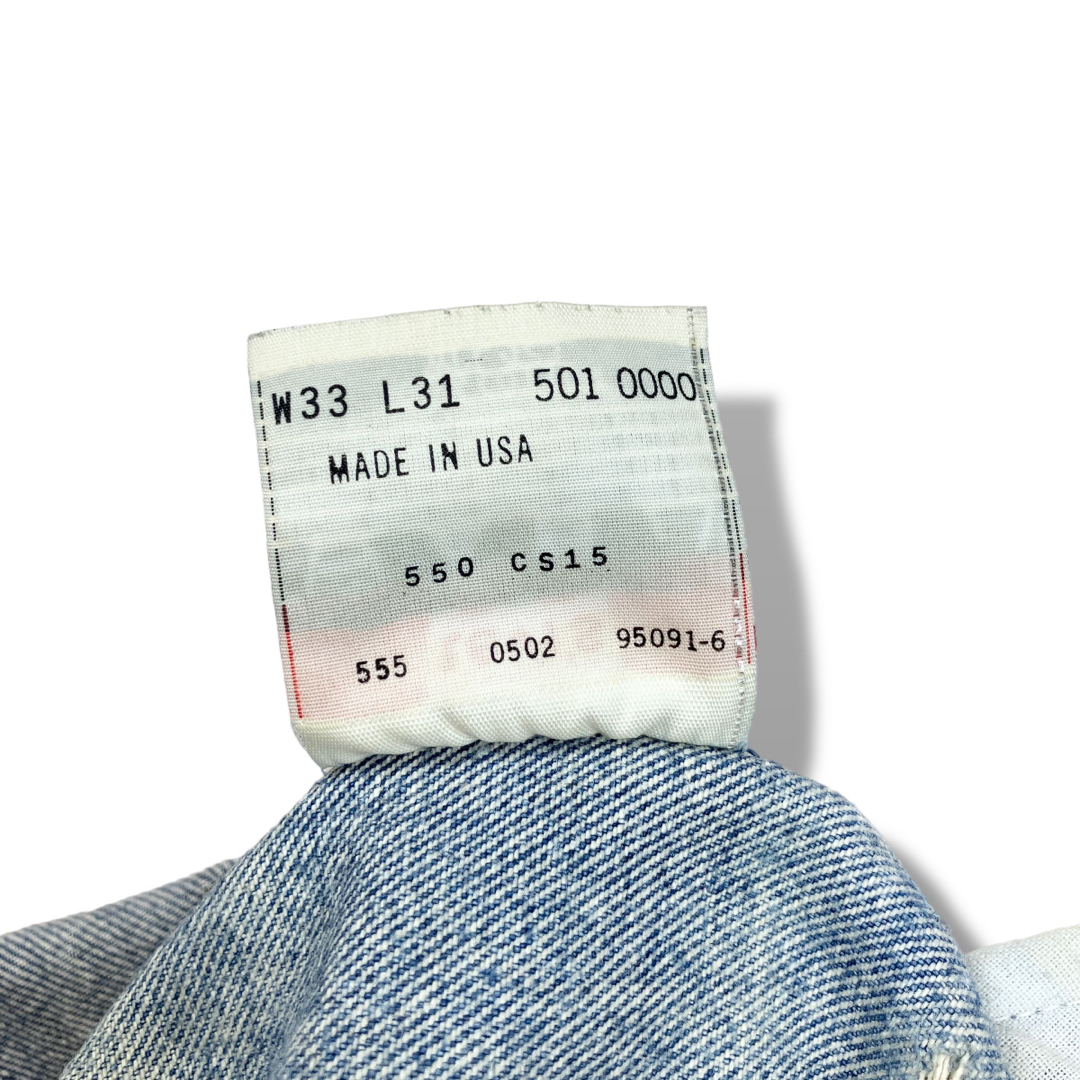 W33 L31 501 0000
MADE IN USA
550 CS15
555 0502 95091-6